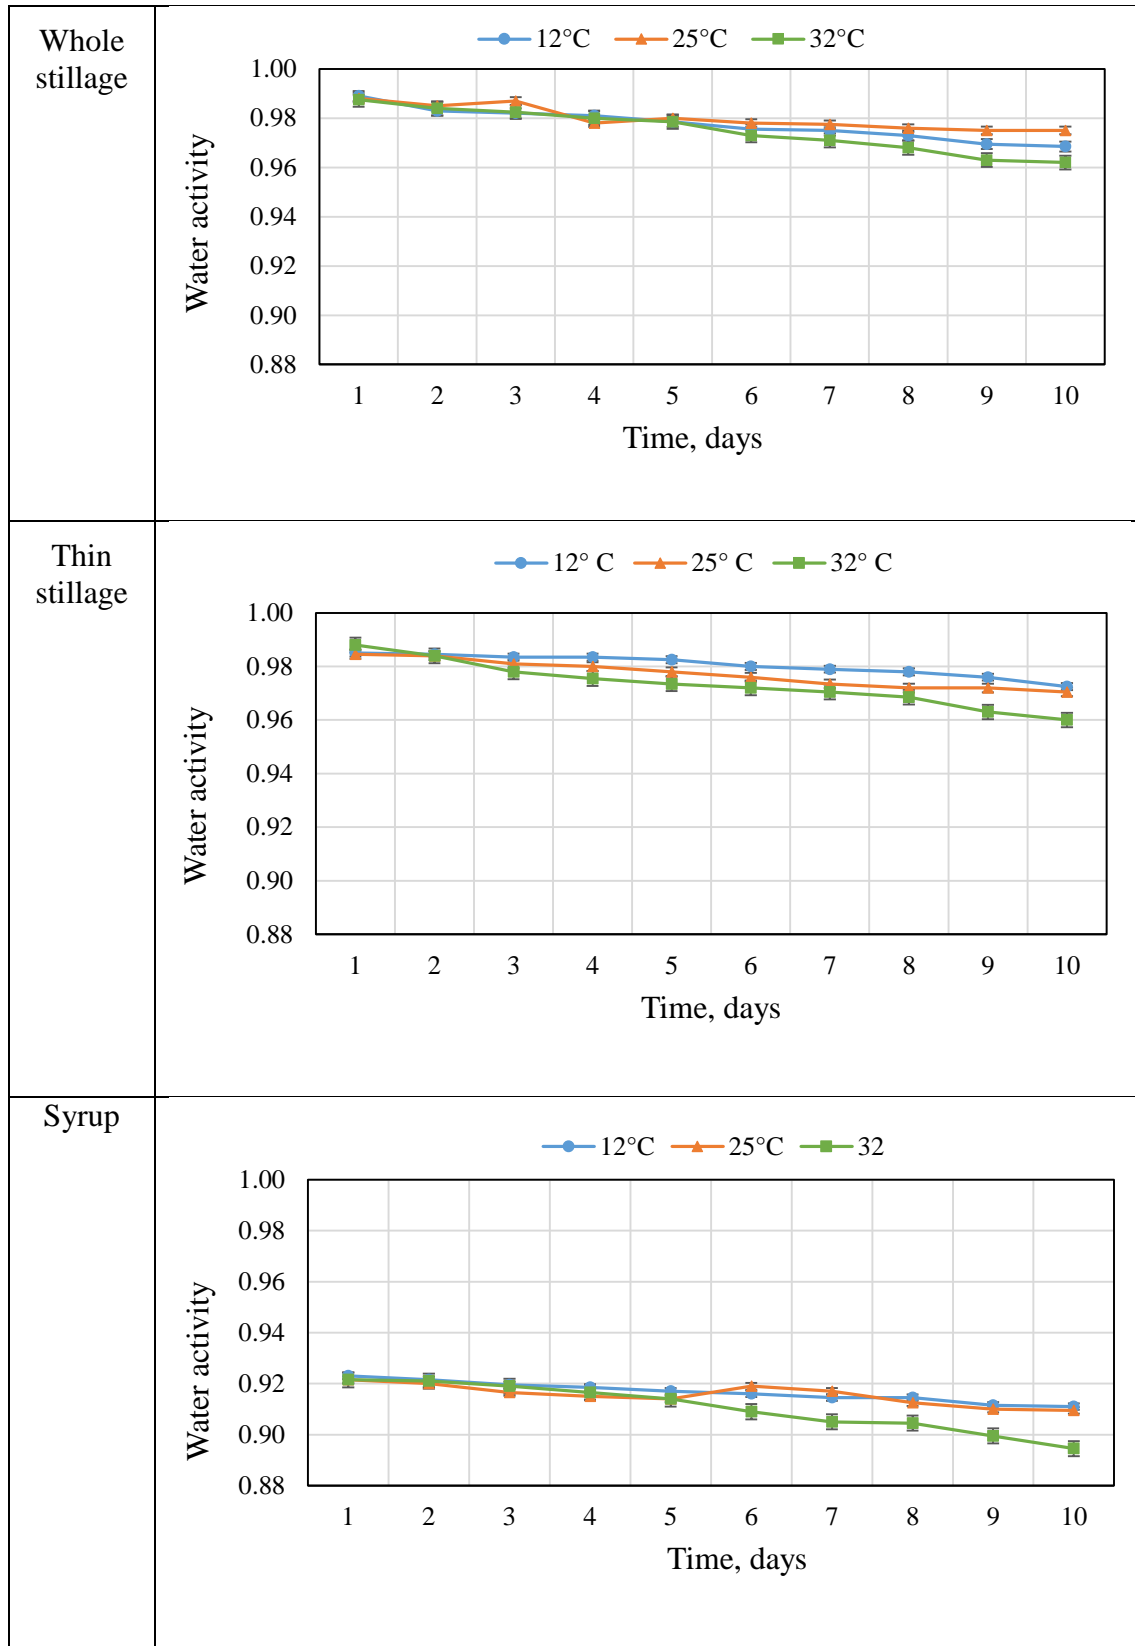 Whole
stillage
12°C 25°C 32°C
1.00
0.98
0.96
0.94
0.92
0.90
0.88
Water activity
1 2 3 4 5 6 7 8 9 10
Time, days
Thin
stillage
12° C 25° C 32° C
1.00
0.98
0.96
0.94
0.92
0.90
0.88
Water activity
1 2 3 4 5 6 7 8 9 10
Time, days
Syrup
12°C 25°C 32
1.00
0.98
0.96
0.94
0.92
0.90
0.88
Water activity
1 2 3 4 5 6 7 8 9 10
Time, days